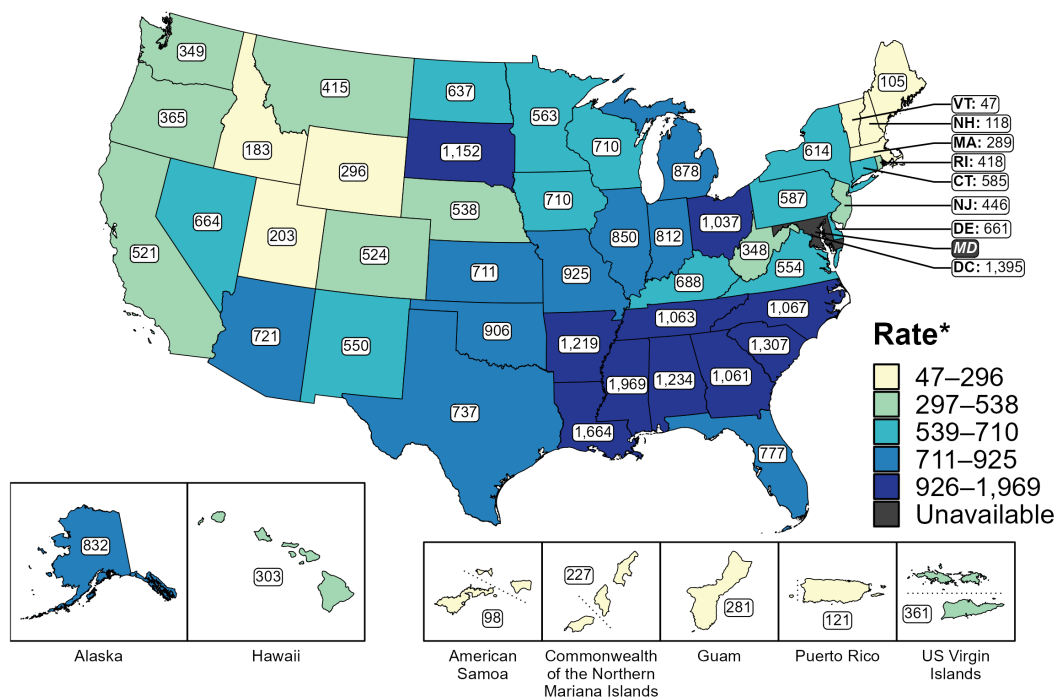 349
415
637
563
105
VT: 47
NH: 118
MA: 289
RI: 418
CT: 585
NJ: 446
DE: 661
MD
DC: 1,395
365
183
296
1,152
710
878
614
587
538
710
664
203
524
521
711
925
850
812
1,037
348
554
688
721
550
906
1,219
1,063
1,067
1,307
737
1,664
1,969
1,234
1,061
777
Rate*
47–296
297–538
539–710
711–925
926–1,969
Unavailable
832
303
98
227
281
121
361
Alaska
Hawaii
American
Samoa
Commonwealth
of the Northern
Mariana Islands
Guam
Puerto Rico
US Virgin
Islands